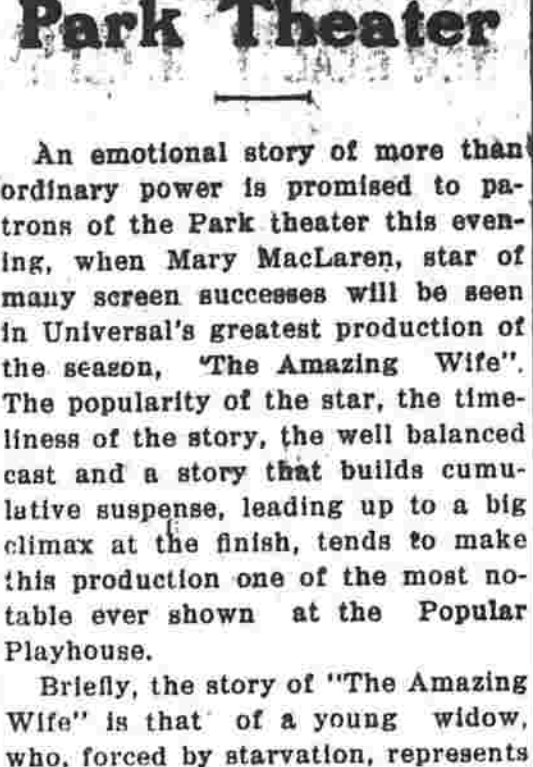 Park Theater
An emotional story of more than
ordinary power is promised to pa-
trons of the Park theater this even-
ing, when Mary MacLaren, star of
many screen successes will be seen
in Universal's greatest production of
the season, 'The Amazing Wife".
The popularity of the star, the time-
liness of the story, the well balanced
cast and a story that builds cumu-
lative suspense, leading up to a big
climax at the finish, tends to make
this production one of the most no-
table ever shown at the Popular
Playhouse.
Briefly, the story of "The Amazing
Wife" is that of a young widow,
who, forced by starvation, represents